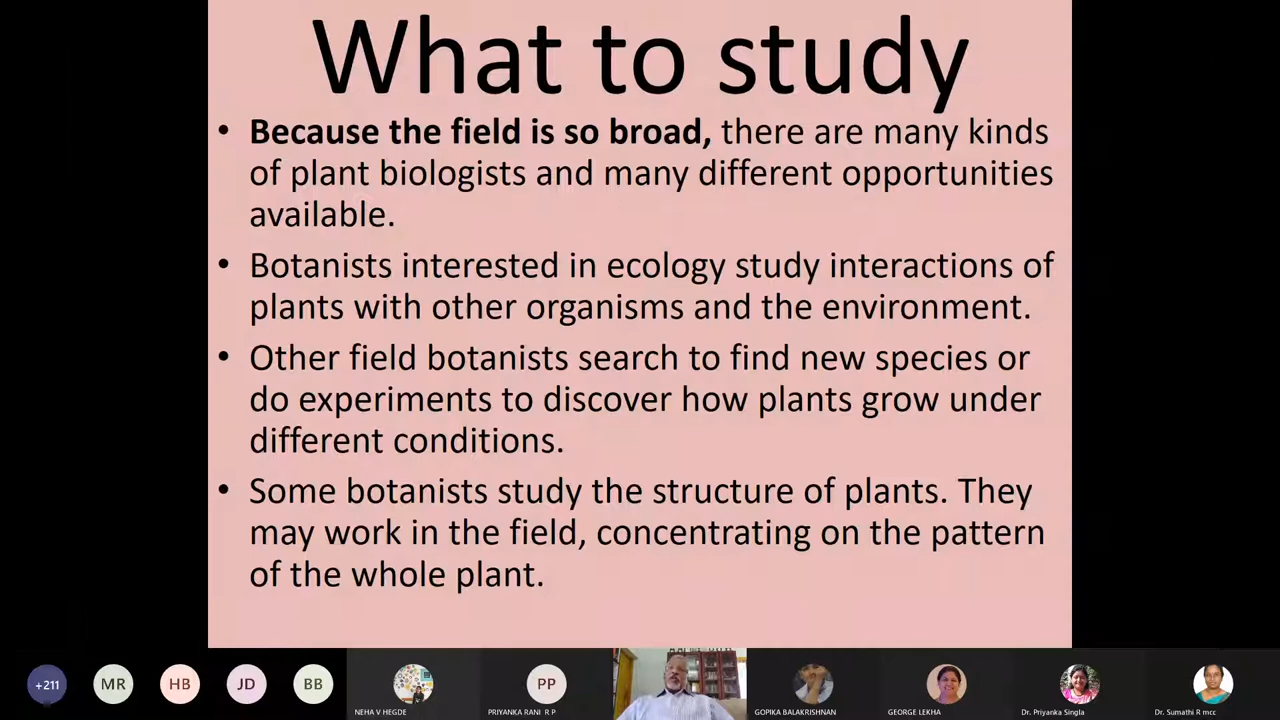 What to study
• Because the field is so broad, there are many kinds
of plant biologists and many different opportunities
available.
• Botanists interested in ecology study interactions of
plants with other organisms and the environment.
• Other field botanists search to find new species or
do experiments to discover how plants grow under
different conditions.
• Some botanists study the structure of plants. They
may work in the field, concentrating on the pattern
of the whole plant.
+211 MR HB JD BB PP
NEHA V HEGDE PRIYANKA RANI R P GOPIKA BALAKRISHNAN GEORGE LEKHA Dr. Priyanka Singla Dr. Sumathi R mcc